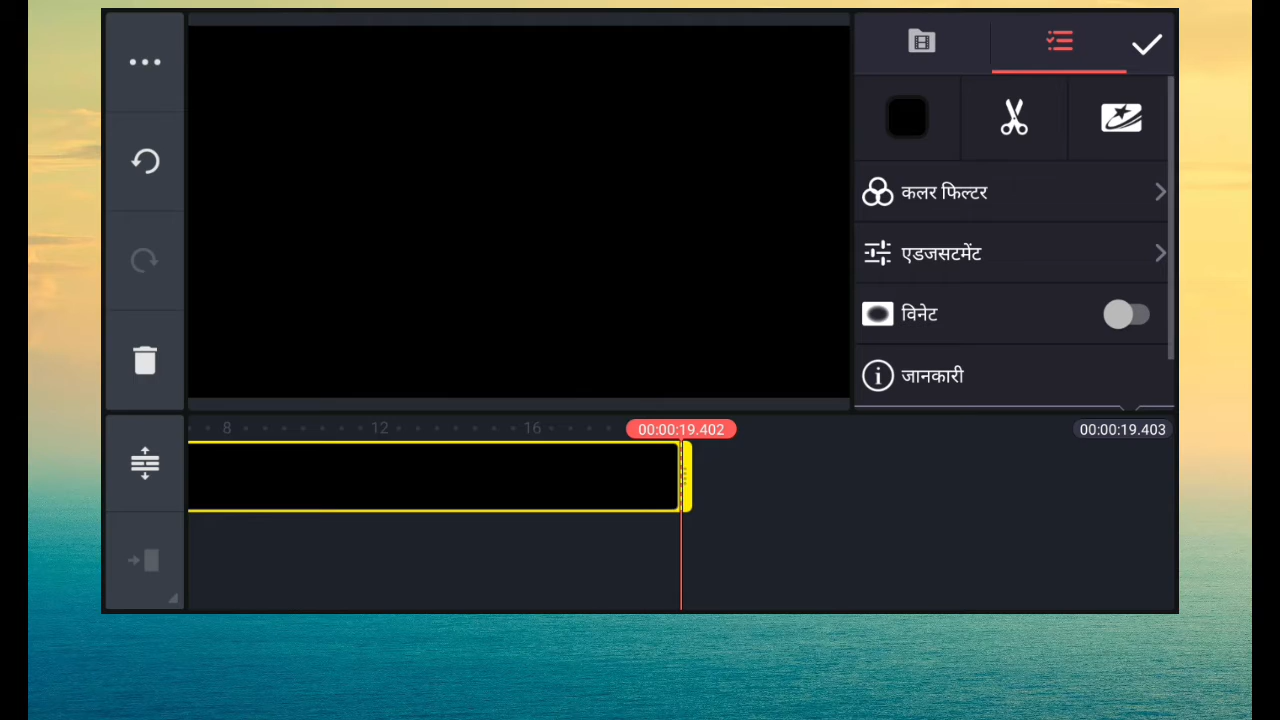 कलर फिल्टर
एडजसटमेंट
विनेट
जानकारी
8 12 16 00:00:19.402 00:00:19.403